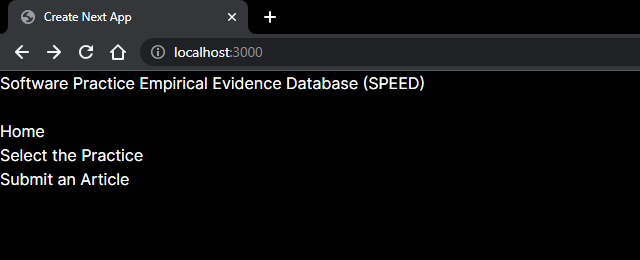 Create Next App
localhost:3000
Software Practice Empirical Evidence Database (SPEED)
Home
Select the Practice
Submit an Article